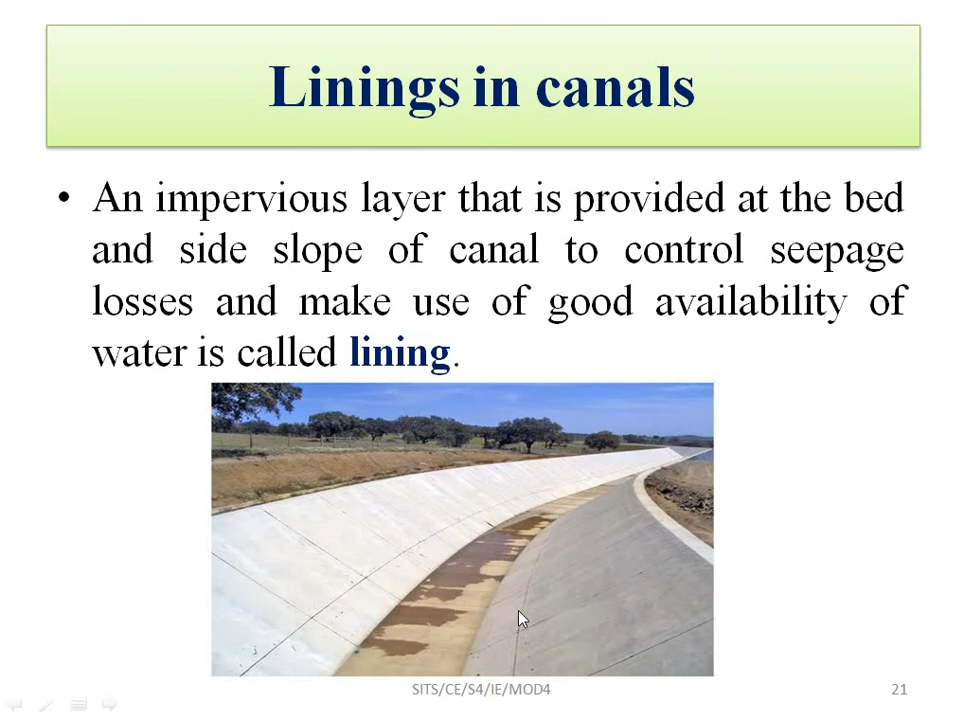 Linings in canals
• An impervious layer that is provided at the bed
and side slope of canal to control seepage
losses and make use of good availability of
water is called lining.
SITS/CE/S4/IE/MOD4
21